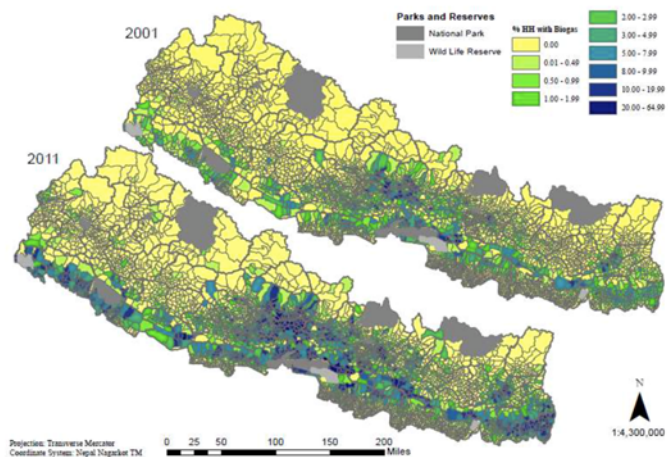 2001
2011
Parks and Reserves
National Park
Wild Life Reserve
% HH with Biogas
0.00
0.01 - 0.49
0.50 - 0.99
1.00 - 1.99
2.00 - 2.99
3.00 - 4.99
5.00 - 7.99
8.00 - 9.99
10.00 - 19.99
20.00 - 64.99
N
1:4,300,000
Projection: Transverse Mercator
Coordinate System: Nepal Nagarkot TM
0 25 50 100 150 200
Miles